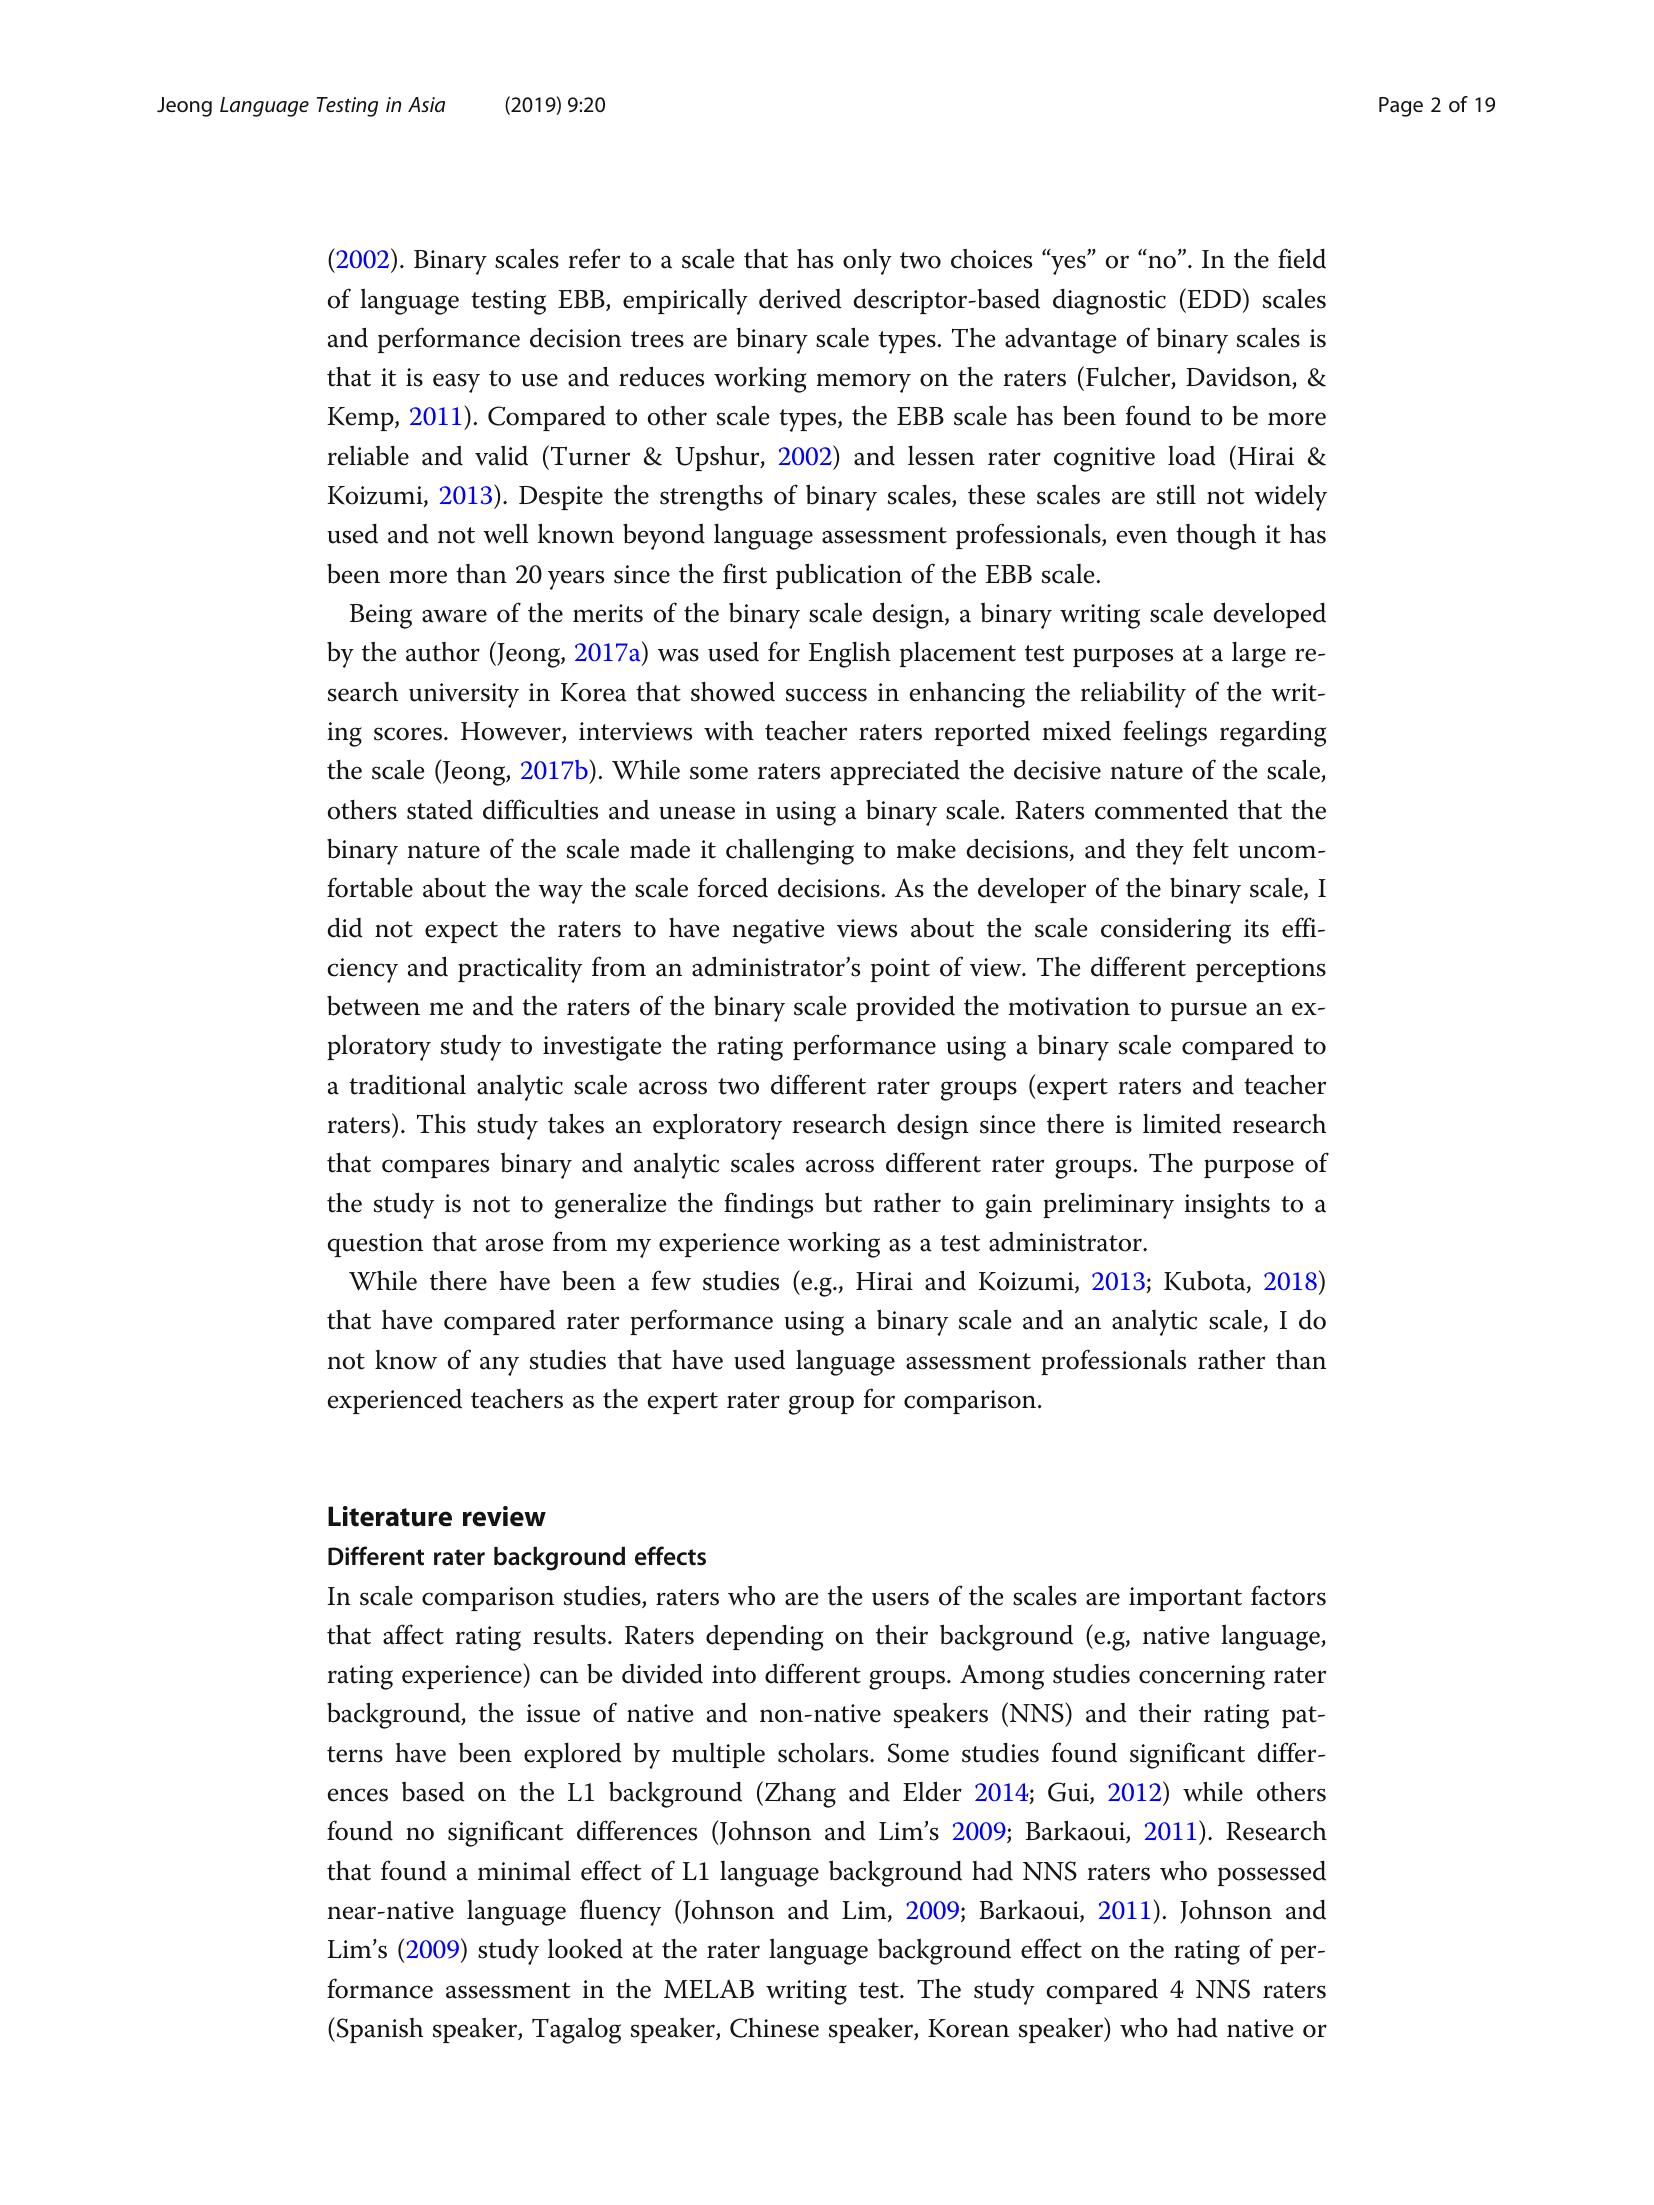 Jeong Language Testing in Asia (2019) 9:20 Page 2 of 19
(2002). Binary scales refer to a scale that has only two choices “yes” or “no”. In the field
of language testing EBB, empirically derived descriptor-based diagnostic (EDD) scales
and performance decision trees are binary scale types. The advantage of binary scales is
that it is easy to use and reduces working memory on the raters (Fulcher, Davidson, &
Kemp, 2011). Compared to other scale types, the EBB scale has been found to be more
reliable and valid (Turner & Upshur, 2002) and lessen rater cognitive load (Hirai &
Koizumi, 2013). Despite the strengths of binary scales, these scales are still not widely
used and not well known beyond language assessment professionals, even though it has
been more than 20 years since the first publication of the EBB scale.
Being aware of the merits of the binary scale design, a binary writing scale developed
by the author (Jeong, 2017a) was used for English placement test purposes at a large re-
search university in Korea that showed success in enhancing the reliability of the writ-
ing scores. However, interviews with teacher raters reported mixed feelings regarding
the scale (Jeong, 2017b). While some raters appreciated the decisive nature of the scale,
others stated difficulties and unease in using a binary scale. Raters commented that the
binary nature of the scale made it challenging to make decisions, and they felt uncom-
fortable about the way the scale forced decisions. As the developer of the binary scale, I
did not expect the raters to have negative views about the scale considering its effi-
ciency and practicality from an administrator’s point of view. The different perceptions
between me and the raters of the binary scale provided the motivation to pursue an ex-
ploratory study to investigate the rating performance using a binary scale compared to
a traditional analytic scale across two different rater groups (expert raters and teacher
raters). This study takes an exploratory research design since there is limited research
that compares binary and analytic scales across different rater groups. The purpose of
the study is not to generalize the findings but rather to gain preliminary insights to a
question that arose from my experience working as a test administrator.
While there have been a few studies (e.g., Hirai and Koizumi, 2013; Kubota, 2018)
that have compared rater performance using a binary scale and an analytic scale, I do
not know of any studies that have used language assessment professionals rather than
experienced teachers as the expert rater group for comparison.
Literature review
Different rater background effects
In scale comparison studies, raters who are the users of the scales are important factors
that affect rating results. Raters depending on their background (e.g, native language,
rating experience) can be divided into different groups. Among studies concerning rater
background, the issue of native and non-native speakers (NNS) and their rating pat-
terns have been explored by multiple scholars. Some studies found significant differ-
ences based on the L1 background (Zhang and Elder 2014; Gui, 2012) while others
found no significant differences (Johnson and Lim’s 2009; Barkaoui, 2011). Research
that found a minimal effect of L1 language background had NNS raters who possessed
near-native language fluency (Johnson and Lim, 2009; Barkaoui, 2011). Johnson and
Lim’s (2009) study looked at the rater language background effect on the rating of per-
formance assessment in the MELAB writing test. The study compared 4 NNS raters
(Spanish speaker, Tagalog speaker, Chinese speaker, Korean speaker) who had native or